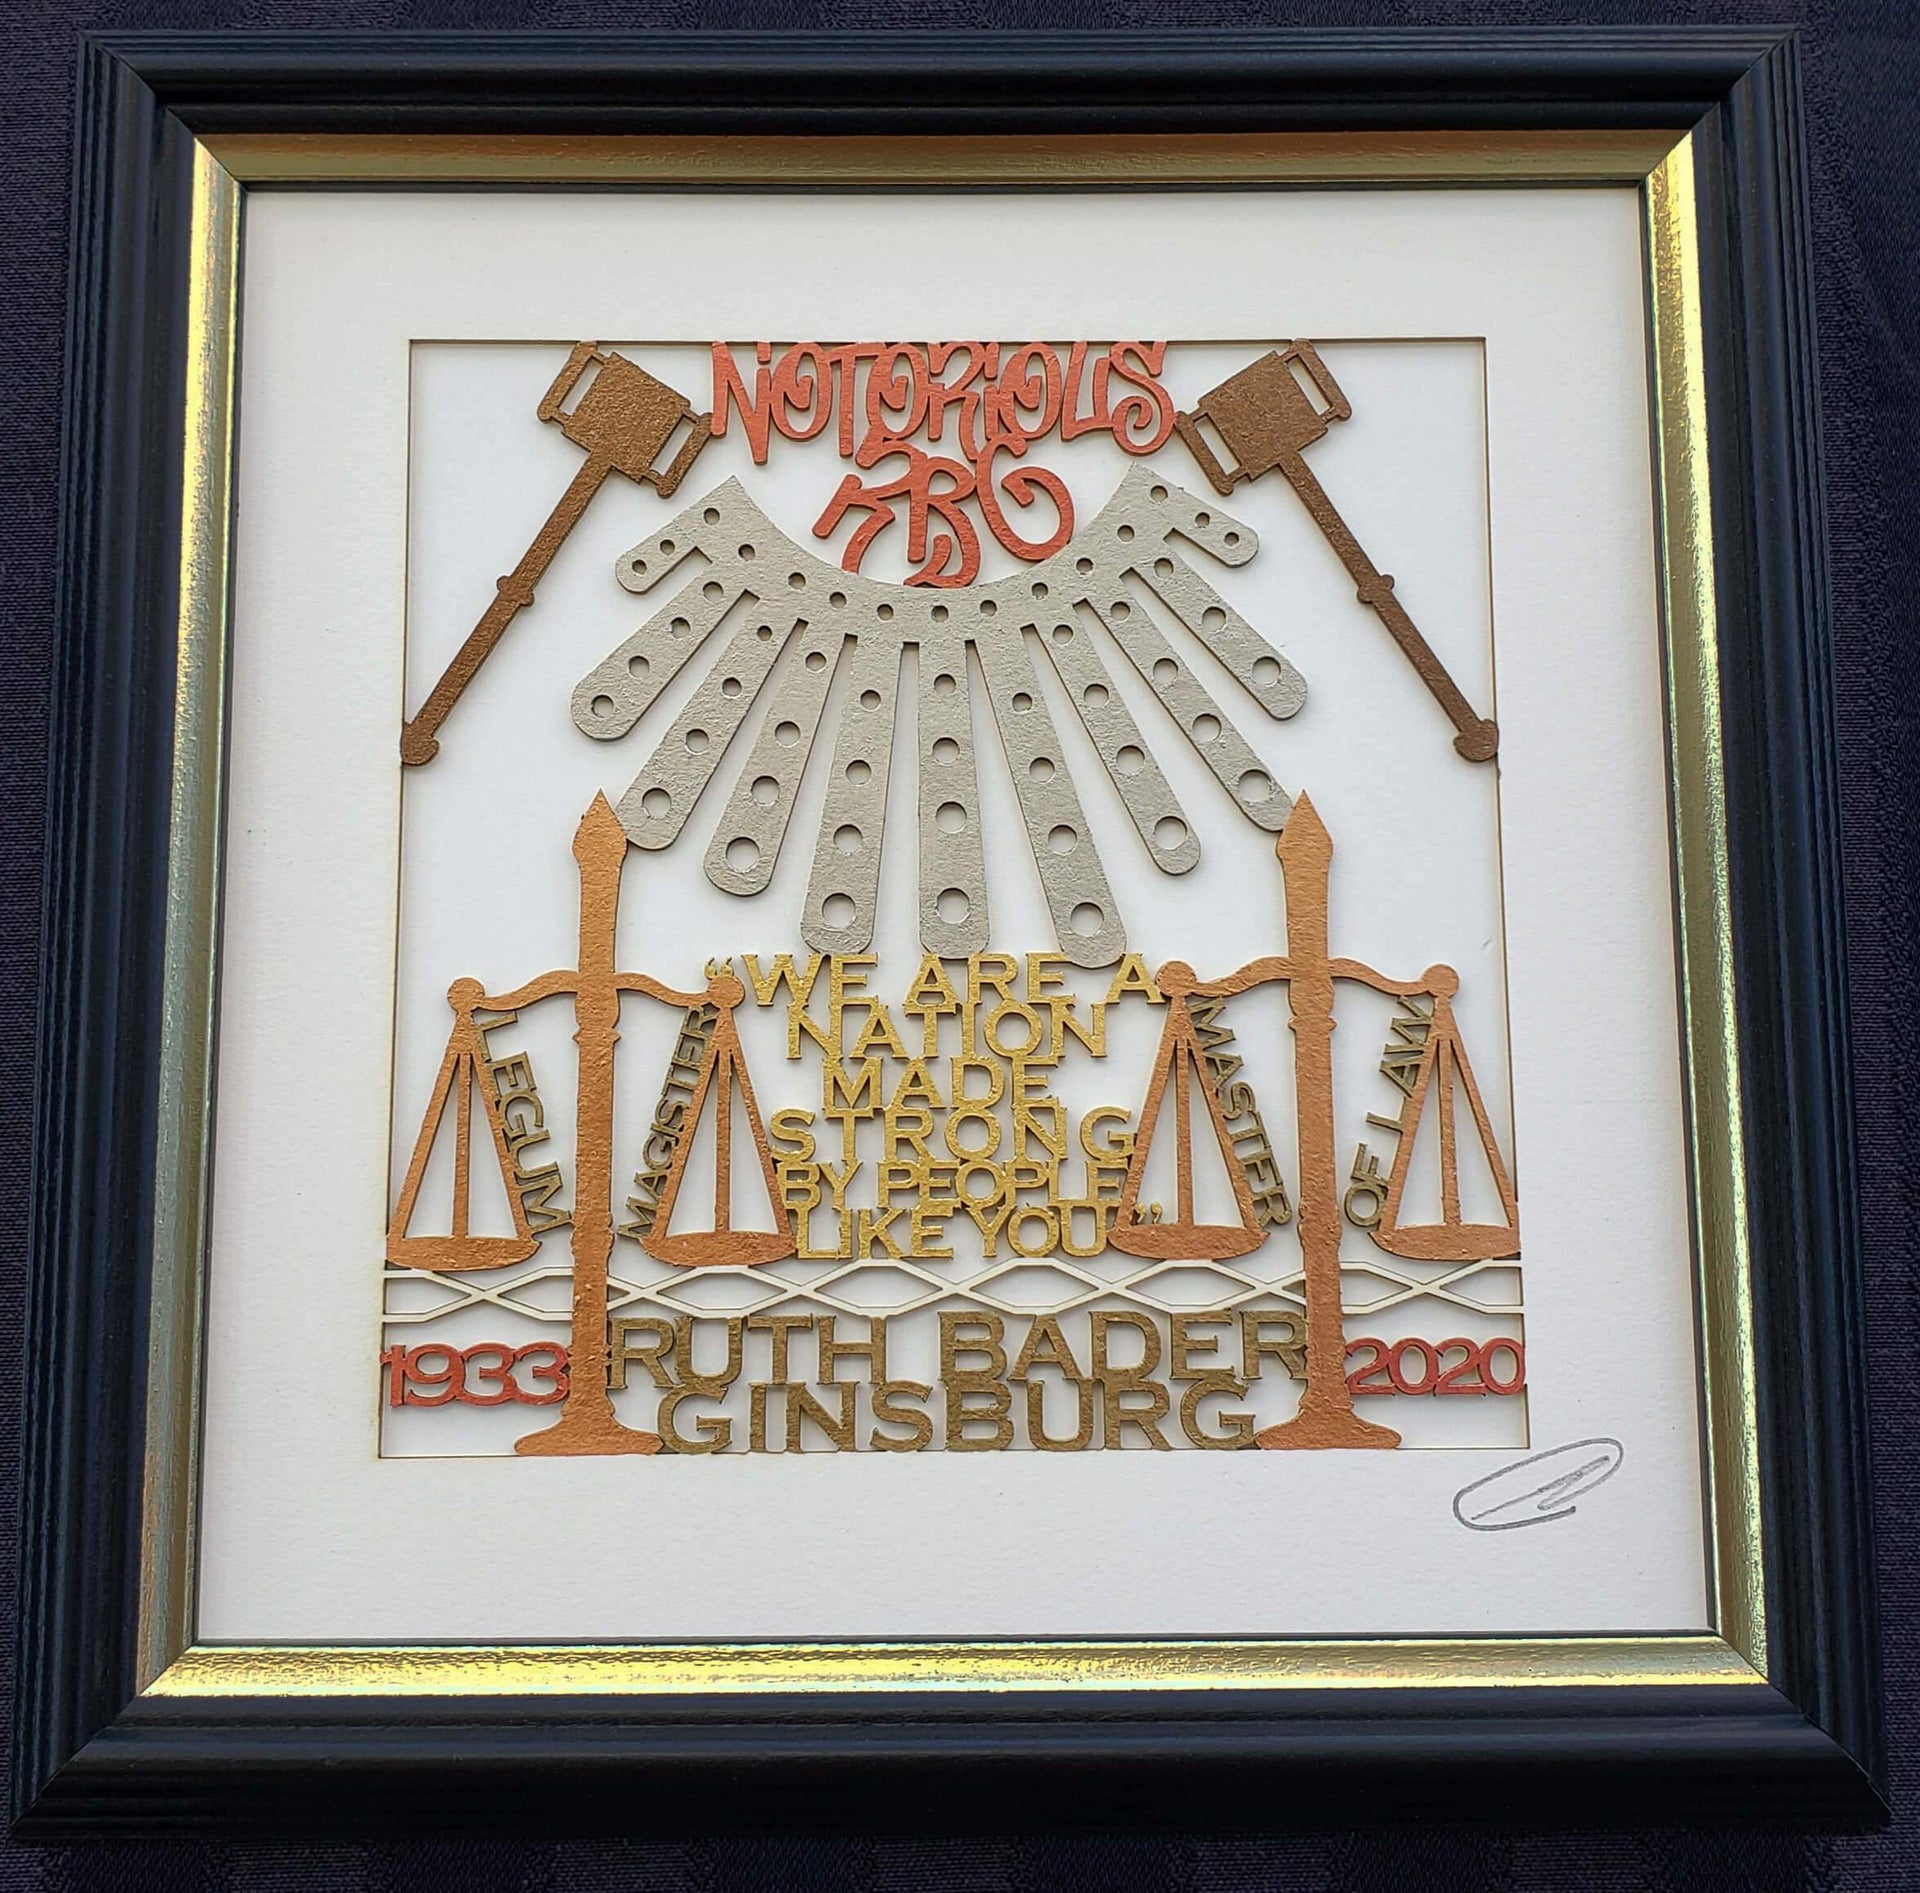 NOTORIOUS
RBG
“WE ARE A
NATION
MADE
STRONG
BY PEOPLE
LIKE YOU”
LEGUM
MAGISTER
MASTER
OF LAW
1933
RUTH BADER
GINSBURG
2020